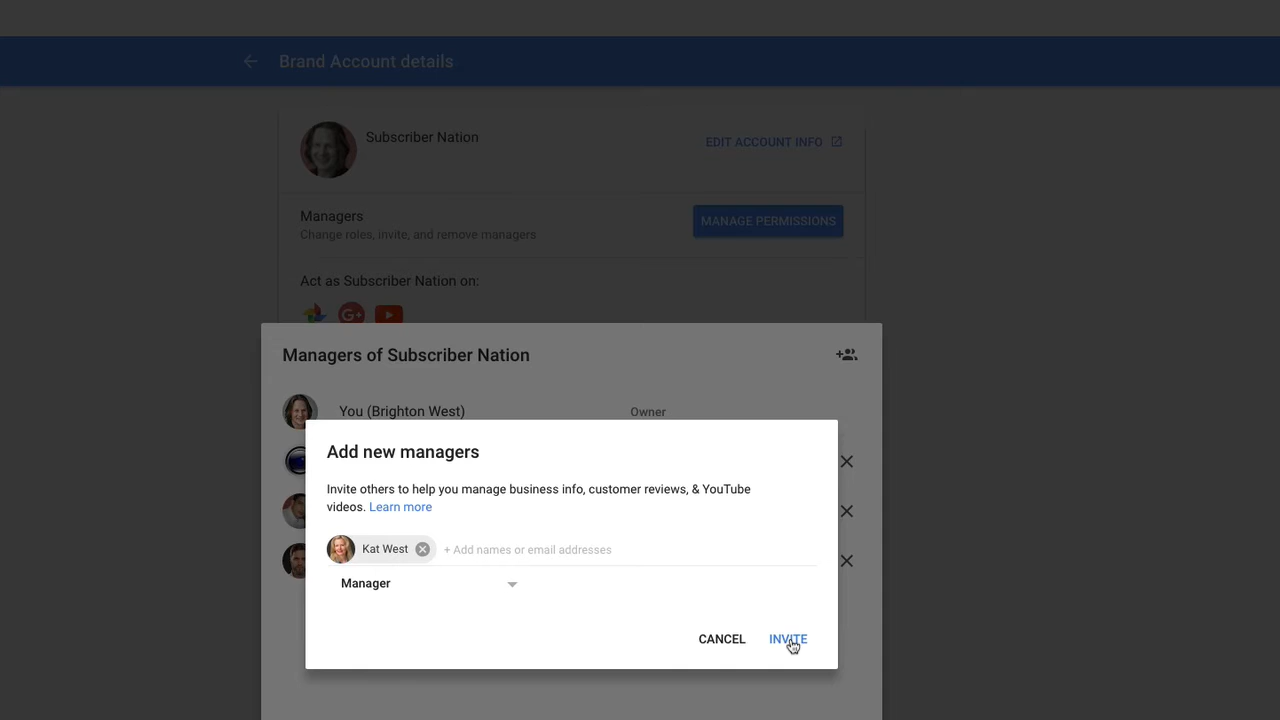 Brand Account details
Subscriber Nation
EDIT ACCOUNT INFO
Managers
Change roles, invite, and remove managers
MANAGE PERMISSIONS
Act as Subscriber Nation on:
G+
Managers of Subscriber Nation
You (Brighton West)
Owner
Add new managers
Invite others to help you manage business info, customer reviews, & YouTube
videos. Learn more
Kat West
+ Add names or email addresses
Manager
CANCEL
INVITE